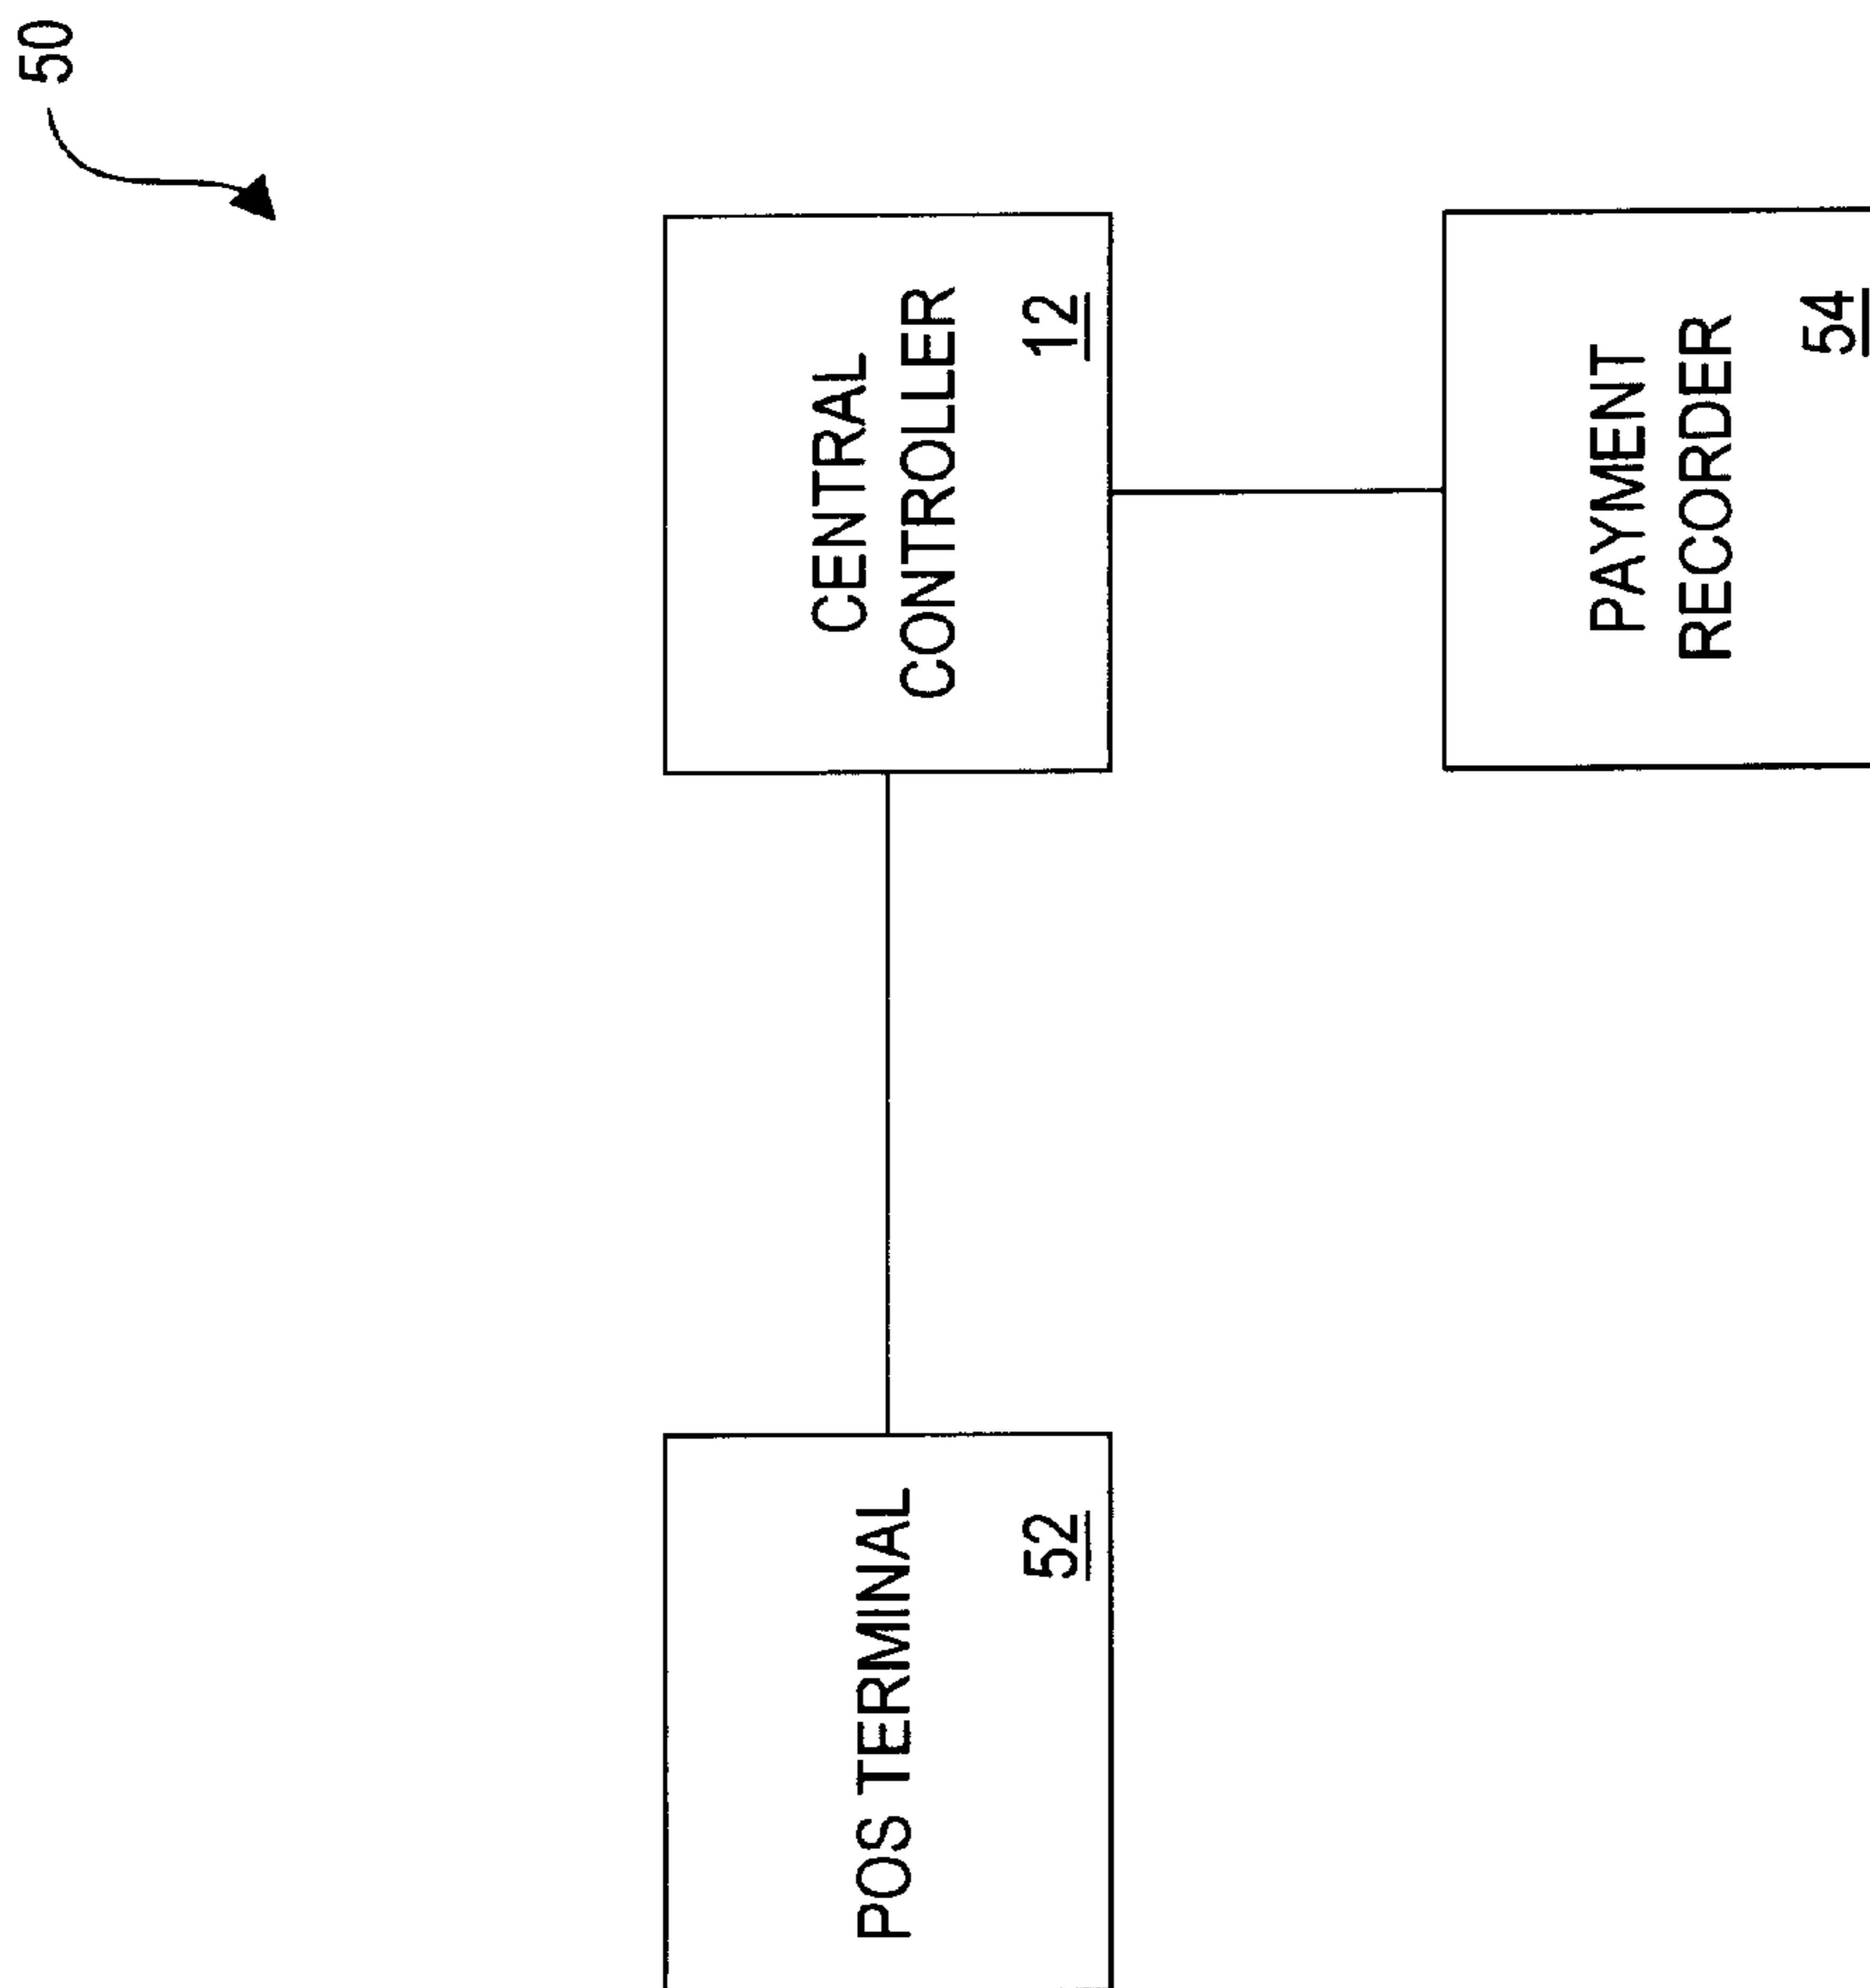 50
CENTRAL
CONTROLLER
12
POS TERMINAL
52
PAYMENT
RECORDER
54